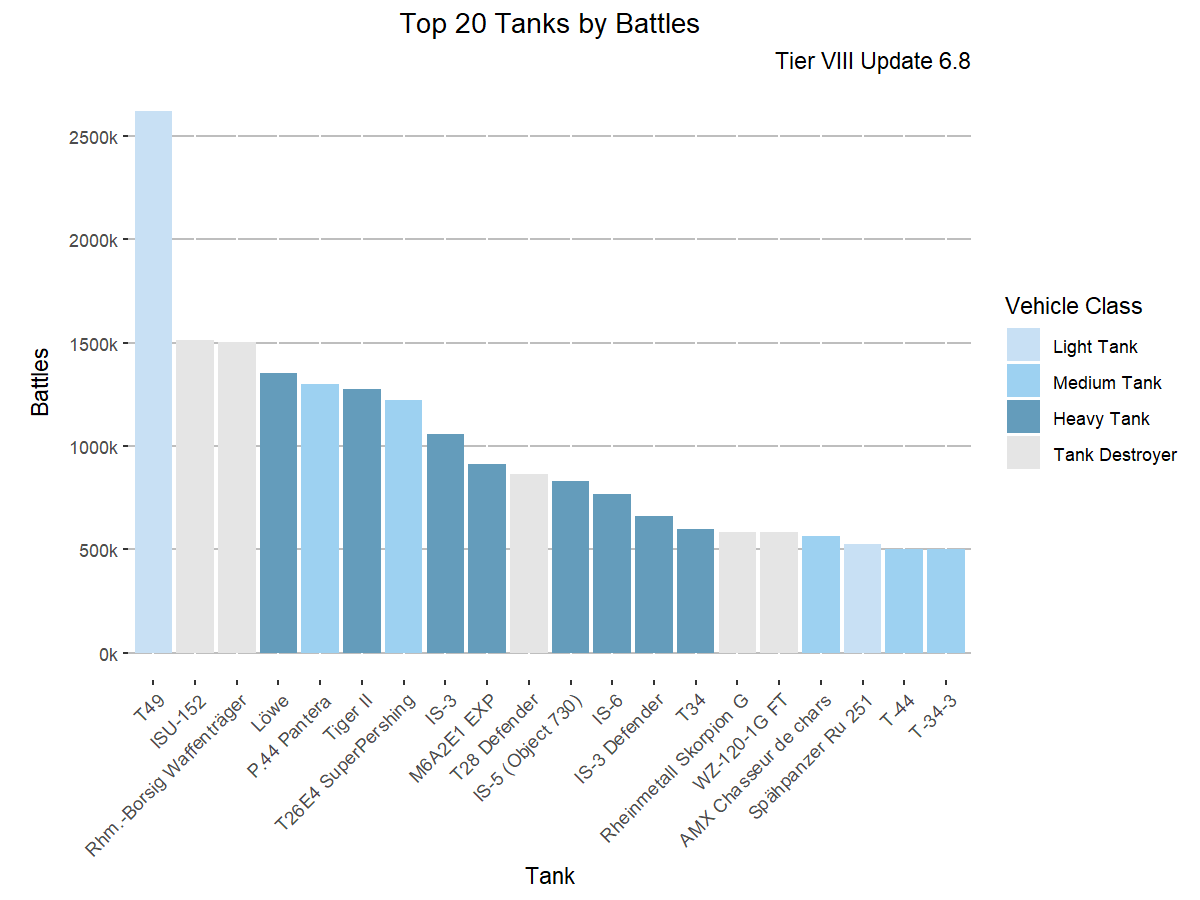 Top 20 Tanks by Battles
Tier VIII Update 6.8
Battles
2500k
2000k
1500k
1000k
500k
0k
T49
ISU-152
Rhm.-Borsig Waffenträger
Löwe
P.44 Pantera
Tiger II
T26E4 SuperPershing
IS-3
M6A2E1 EXP
T28 Defender
IS-5 (Object 730)
IS-6
IS-3 Defender
T34
Rheinmetall Skorpion G
WZ-120-1G FT
AMX Chasseur de chars
Spähpanzer Ru 251
T-44
T-34-3
Tank
Vehicle Class
Light Tank
Medium Tank
Heavy Tank
Tank Destroyer